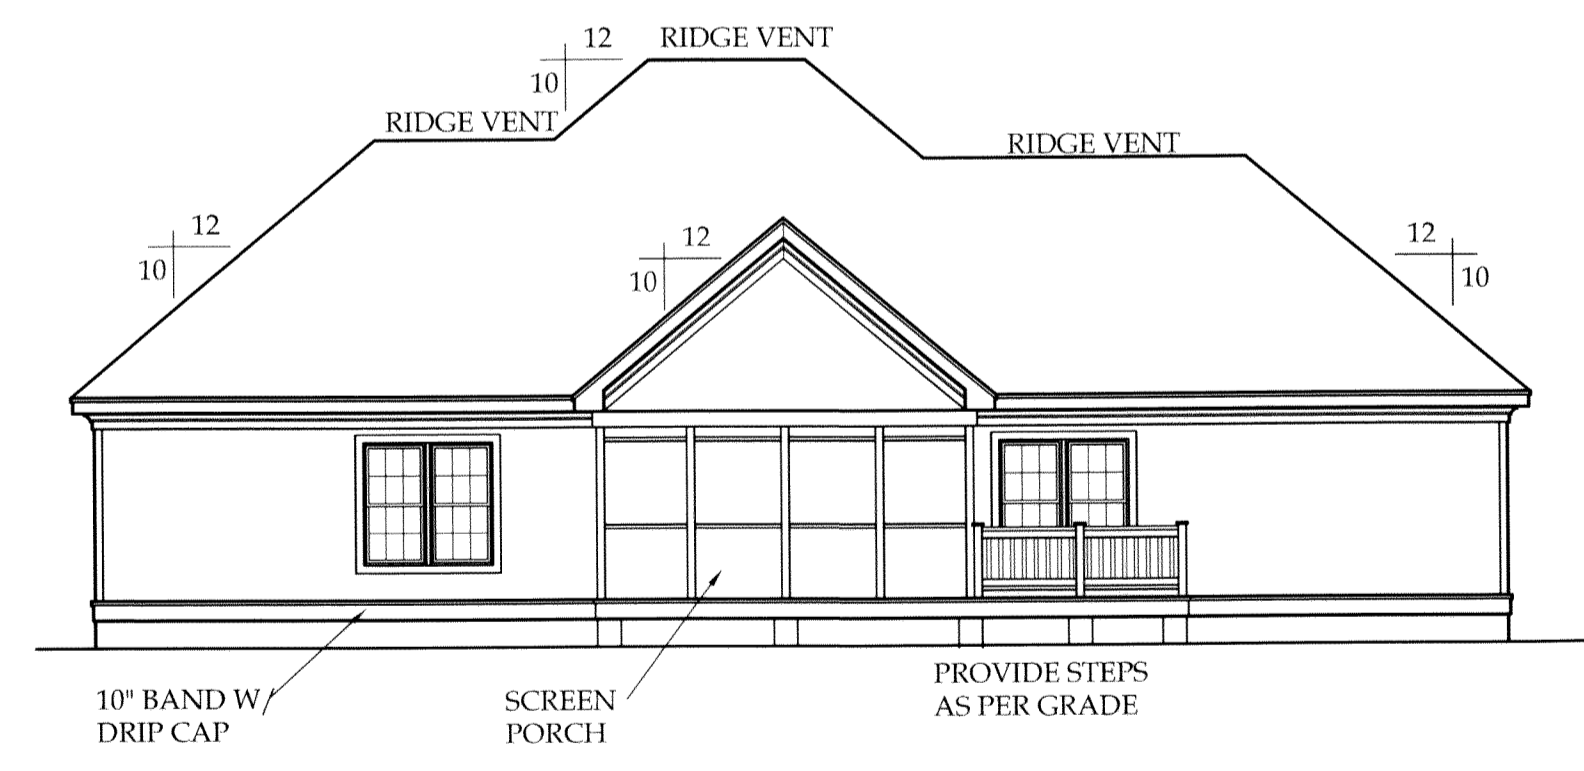 12
10
RIDGE VENT
RIDGE VENT
RIDGE VENT
12
10
12
10
12
10
10" BAND W/
DRIP CAP
SCREEN
PORCH
PROVIDE STEPS
AS PER GRADE